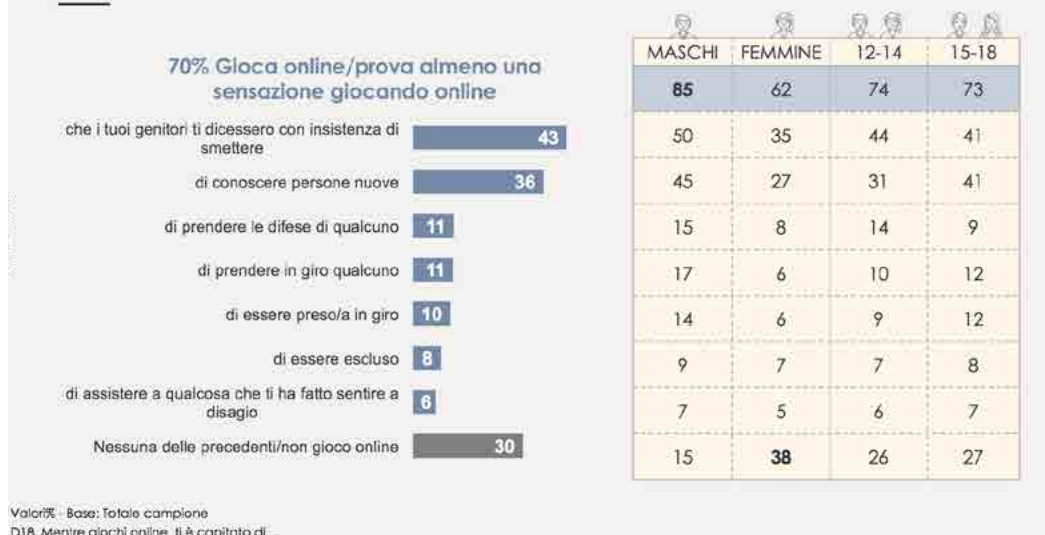 MASCHI FEMMINE 12-14 15-18
70% Gioca online/prova almeno una
sensazione giocando online
85 62 74 73
che i tuoi genitori ti dicessero con insistenza di
smettere
43
50 35 44 41
di conoscere persone nuove 36
45 27 31 41
di prendere le difese di qualcuno 11
15 8 14 9
di prendere in giro qualcuno 11
17 6 10 12
di essere preso/a in giro 10
14 6 9 12
di essere escluso 8
9 7 7 8
di assistere a qualcosa che ti ha fatto sentire a
disagio
6
7 5 6 7
Nessuna delle precedenti/non gioco online 30
15 38 26 27
Valori% - Base: Totale campione
D18. Mentre giochi online, ti è capitato di...